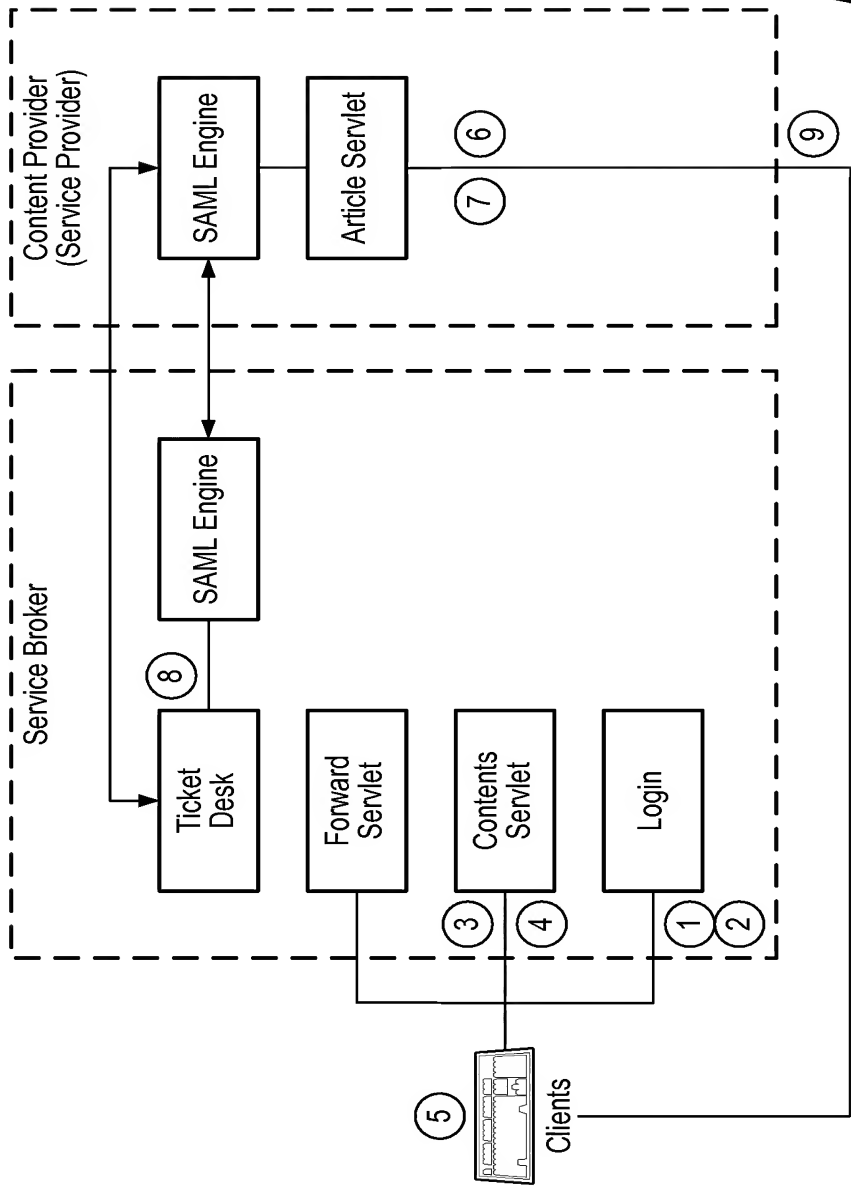 Service Broker
Content Provider
(Service Provider)
Ticket
Desk
8
SAML Engine
SAML Engine
Forward
Servlet
Article Servlet
5
3
4
Contents
Servlet
7
6
Clients
1
2
Login
9